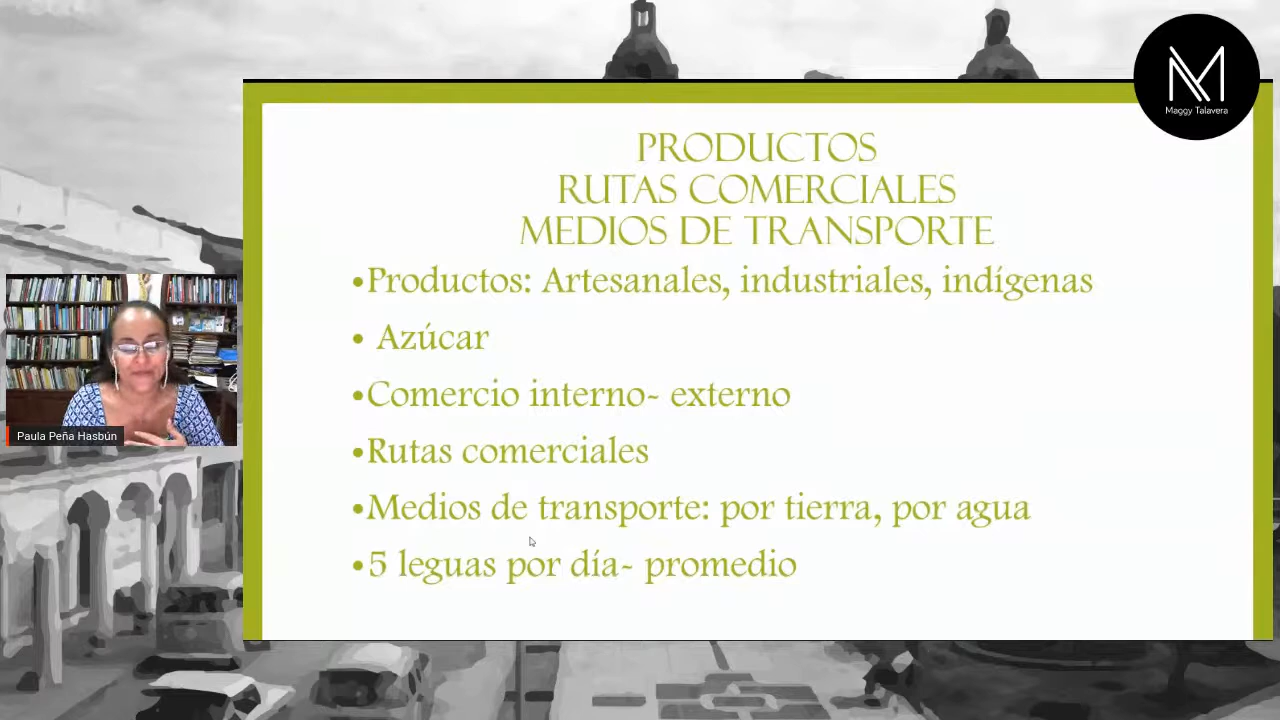 Maggy Talavera
PRODUCTOS
RUTAS COMERCIALES
MEDIOS DE TRANSPORTE
•Productos: Artesanales, industriales, indígenas
• Azúcar
•Comercio interno- externo
•Rutas comerciales
•Medios de transporte: por tierra, por agua
•5 leguas por día- promedio
Paula Peña Hasbún